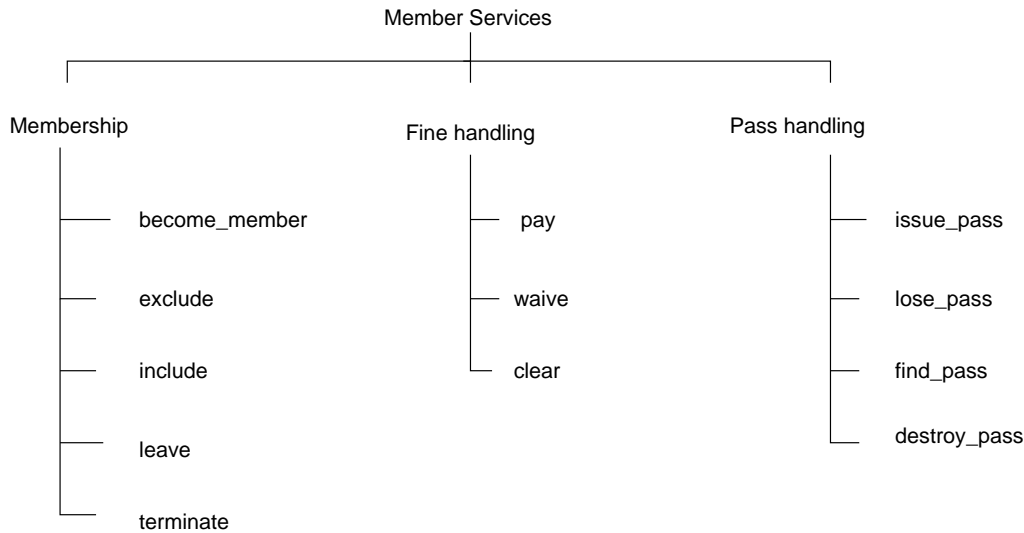 Member Services
Membership
Fine handling
Pass handling
become_member
exclude
include
leave
terminate
pay
waive
clear
issue_pass
lose_pass
find_pass
destroy_pass